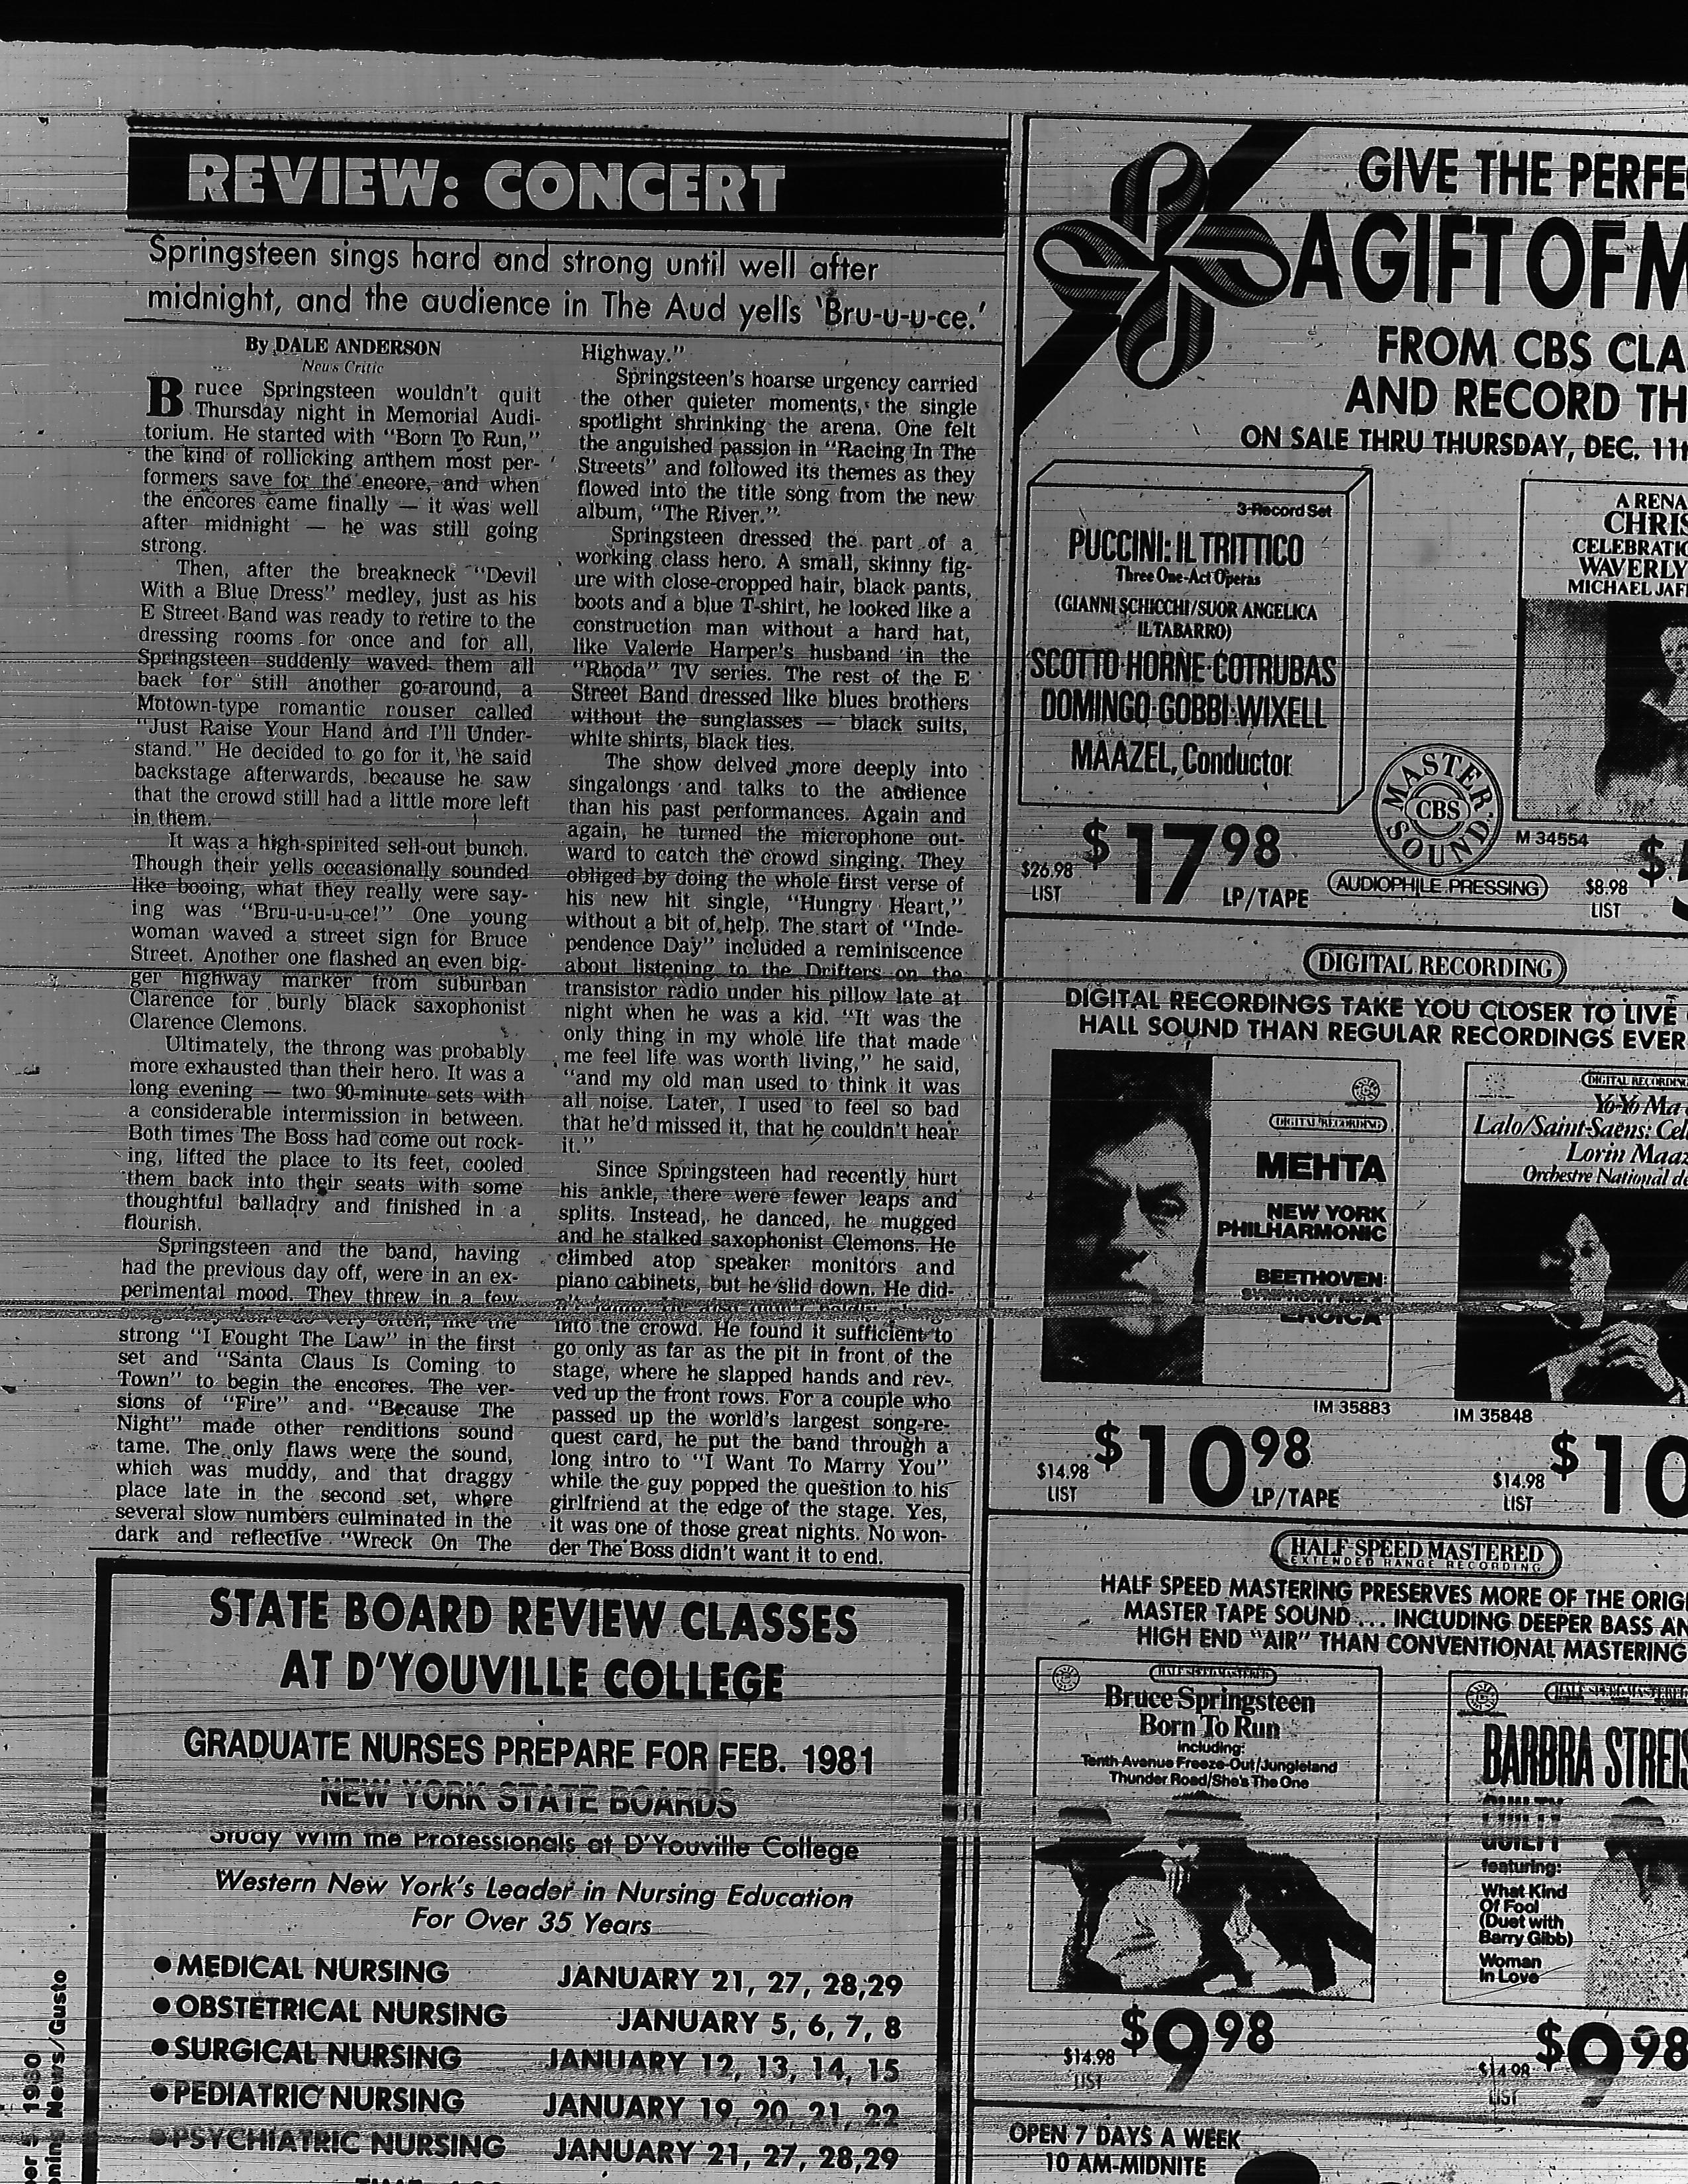 REVIEW: CONCERT
Springsteen sings hard and strong until well after
midnight, and the audience in The Aud yells 'Bru-u-u-ce.'
By DALE ANDERSON
News Critic
Bruce Springsteen wouldn't quit
Thursday night in Memorial Audi-
torium. He started with "Born To Run,"
the kind of rollicking anthem most per-
formers save for the encore, and when
the encores came finally — it was well
after midnight — he was still going
strong.
Then, after the breakneck "Devil
With a Blue Dress" medley, just as his
E Street Band was ready to retire to the
dressing rooms for once and for all,
Springsteen suddenly waved them all
back for still another go-around, a
Motown-type romantic rouser called
"Just Raise Your Hand and I'll Under-
stand." He decided to go for it, he said
backstage afterwards, because he saw
that the crowd still had a little more left
in them.
It was a high-spirited sell-out bunch.
Though their yells occasionally sounded
like booing, what they really were say-
ing was "Bru-u-u-u-ce!" One young
woman waved a street sign for Bruce
Street. Another one flashed an even big-
ger highway marker from suburban
Clarence for burly black saxophonist
Clarence Clemons.
Ultimately, the throng was probably
more exhausted than their hero. It was a
long evening — two 90-minute sets with
a considerable intermission in between.
Both times The Boss had come out rock-
ing, lifted the place to its feet, cooled
them back into their seats with some
thoughtful balladry and finished in a
flourish.
Springsteen and the band, having
had the previous day off, were in an ex-
perimental mood. They threw in a few
songs they don't do very often, like the
strong "I Fought The Law" in the first
set and "Santa Claus Is Coming to
Town" to begin the encores. The ver-
sions of "Fire" and "Because The
Night" made other renditions sound
tame. The only flaws were the sound,
which was muddy, and that draggy
place late in the second set, where
several slow numbers culminated in the
dark and reflective "Wreck On The
Highway."
Springsteen's hoarse urgency carried
the other quieter moments, the single
spotlight shrinking the arena. One felt
the anguished passion in "Racing In The
Streets" and followed its themes as they
flowed into the title song from the new
album, "The River."
Springsteen dressed the part of a
working class hero. A small, skinny fig-
ure with close-cropped hair, black pants,
boots and a blue T-shirt, he looked like a
construction man without a hard hat,
like Valerie Harper's husband in the
"Rhoda" TV series. The rest of the E
Street Band dressed like blues brothers
without the sunglasses — black suits,
white shirts, black ties.
The show delved more deeply into
singalongs and talks to the audience
than his past performances. Again and
again, he turned the microphone out-
ward to catch the crowd singing. They
obliged by doing the whole first verse of
his new hit single, "Hungry Heart,"
without a bit of help. The start of "Inde-
pendence Day" included a reminiscence
about listening to the Drifters on the
transistor radio under his pillow late at
night when he was a kid. "It was the
only thing in my whole life that made
me feel life was worth living," he said,
"and my old man used to think it was
all noise. Later, I used to feel so bad
that he'd missed it, that he couldn't hear
it."
Since Springsteen had recently hurt
his ankle, there were fewer leaps and
splits. Instead, he danced, he mugged
and he stalked saxophonist Clemons. He
climbed atop speaker monitors and
piano cabinets, but he slid down. He did-
into the crowd. He found it sufficient to
go only as far as the pit in front of the
stage, where he slapped hands and rev-
ved up the front rows. For a couple who
passed up the world's largest song-re-
quest card, he put the band through a
long intro to "I Want To Marry You"
while the guy popped the question to his
girlfriend at the edge of the stage. Yes,
it was one of those great nights. No won-
der The Boss didn't want it to end.
STATE BOARD REVIEW CLASSES
AT D'YOUVILLE COLLEGE
GRADUATE NURSES PREPARE FOR FEB. 1981
NEW YORK STATE BOARDS
Study With the Professionals at D'Youville College
Western New York's Leader in Nursing Education
For Over 35 Years
● MEDICAL NURSING JANUARY 21, 27, 28,29
● OBSTETRICAL NURSING JANUARY 5, 6, 7, 8
● SURGICAL NURSING JANUARY 12, 13, 14, 15
● PEDIATRIC NURSING JANUARY 19, 20, 21, 22
● PSYCHIATRIC NURSING JANUARY 21, 27, 28,29
1980
News/Gusto
GIVE THE PERFE
A GIFT OF M
FROM CBS CLA
AND RECORD TH
ON SALE THRU THURSDAY, DEC. 11t
3-Record Set
PUCCINI: IL TRITTICO
Three One-Act Operas
(GIANNI SCHICCHI/SUOR ANGELICA
IL TABARRO)
SCOTTO·HORNE·COTRUBAS
DOMINGO·GOBBI·WIXELL
MAAZEL, Conductor
$26.98
LIST
$17.98
LP/TAPE
MASTER SOUND
CBS
AUDIOPHILE PRESSING
A RENA
CHRIS
CELEBRATIO
WAVERLY
MICHAEL JAF
M 34554
$8.98
LIST
DIGITAL RECORDING
DIGITAL RECORDINGS TAKE YOU CLOSER TO LIVE
HALL SOUND THAN REGULAR RECORDINGS EVER
DIGITAL RECORDING
MEHTA
NEW YORK
PHILHARMONIC
BEETHOVEN:
EROICA
IM 35883
$14.98
LIST
$10.98
LP/TAPE
DIGITAL RECORDING
Yo-Yo Ma
Lalo/Saint-Saëns: Cel
Lorin Maaz
Orchestre National de
IM 35848
$14.98
LIST
$10
HALF-SPEED MASTERED
EXTENDED RANGE RECORDING
HALF SPEED MASTERING PRESERVES MORE OF THE ORIGI
MASTER TAPE SOUND . . . INCLUDING DEEPER BASS AN
HIGH END "AIR" THAN CONVENTIONAL MASTERING
HALF-SPEED MASTERED
Bruce Springsteen
Born To Run
including:
Tenth Avenue Freeze-Out/Jungleland
Thunder Road/She's The One
$14.98
LIST
$9.98
BARBRA STREIS
GUILTY
featuring:
What Kind
Of Fool
(Duet with
Barry Gibb)
Woman
In Love
$14.98
LIST
$9.98
OPEN 7 DAYS A WEEK
10 AM-MIDNITE